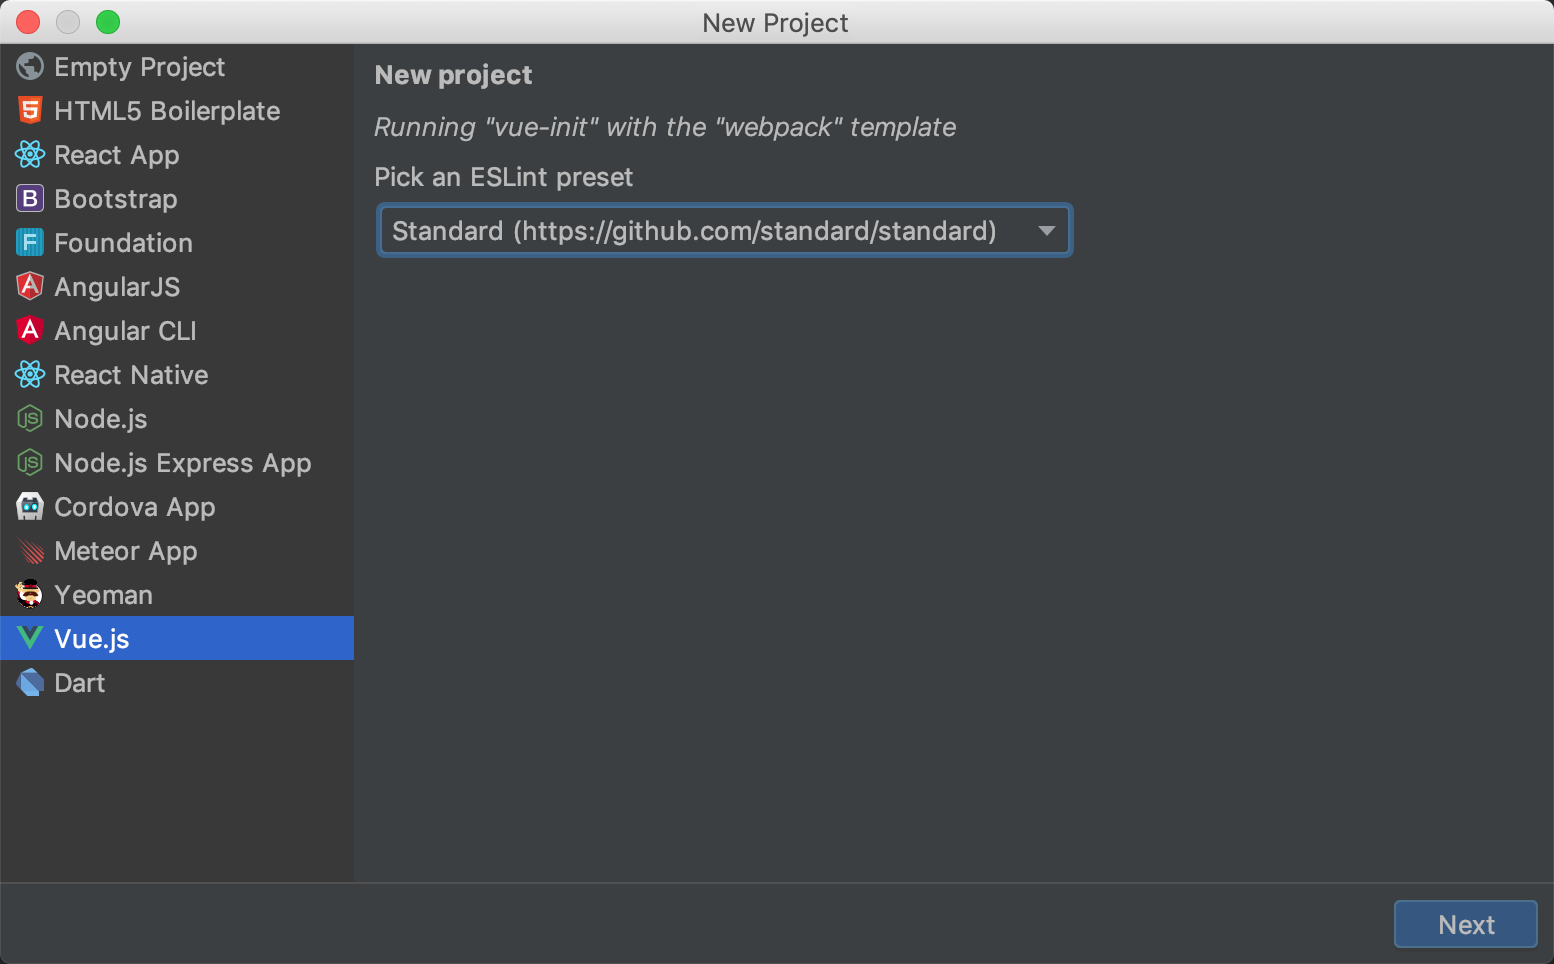 New Project
Empty Project
HTML5 Boilerplate
React App
Bootstrap
Foundation
AngularJS
Angular CLI
React Native
Node.js
Node.js Express App
Cordova App
Meteor App
Yeoman
Vue.js
Dart
New project
Running "vue-init" with the "webpack" template
Pick an ESLint preset
Standard (https://github.com/standard/standard)
Next